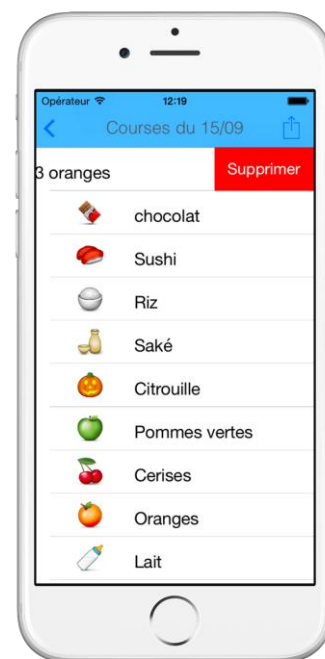 Opérateur 12:19
Courses du 15/09
3 oranges Supprimer
chocolat
Sushi
Riz
Saké
Citrouille
Pommes vertes
Cerises
Oranges
Lait